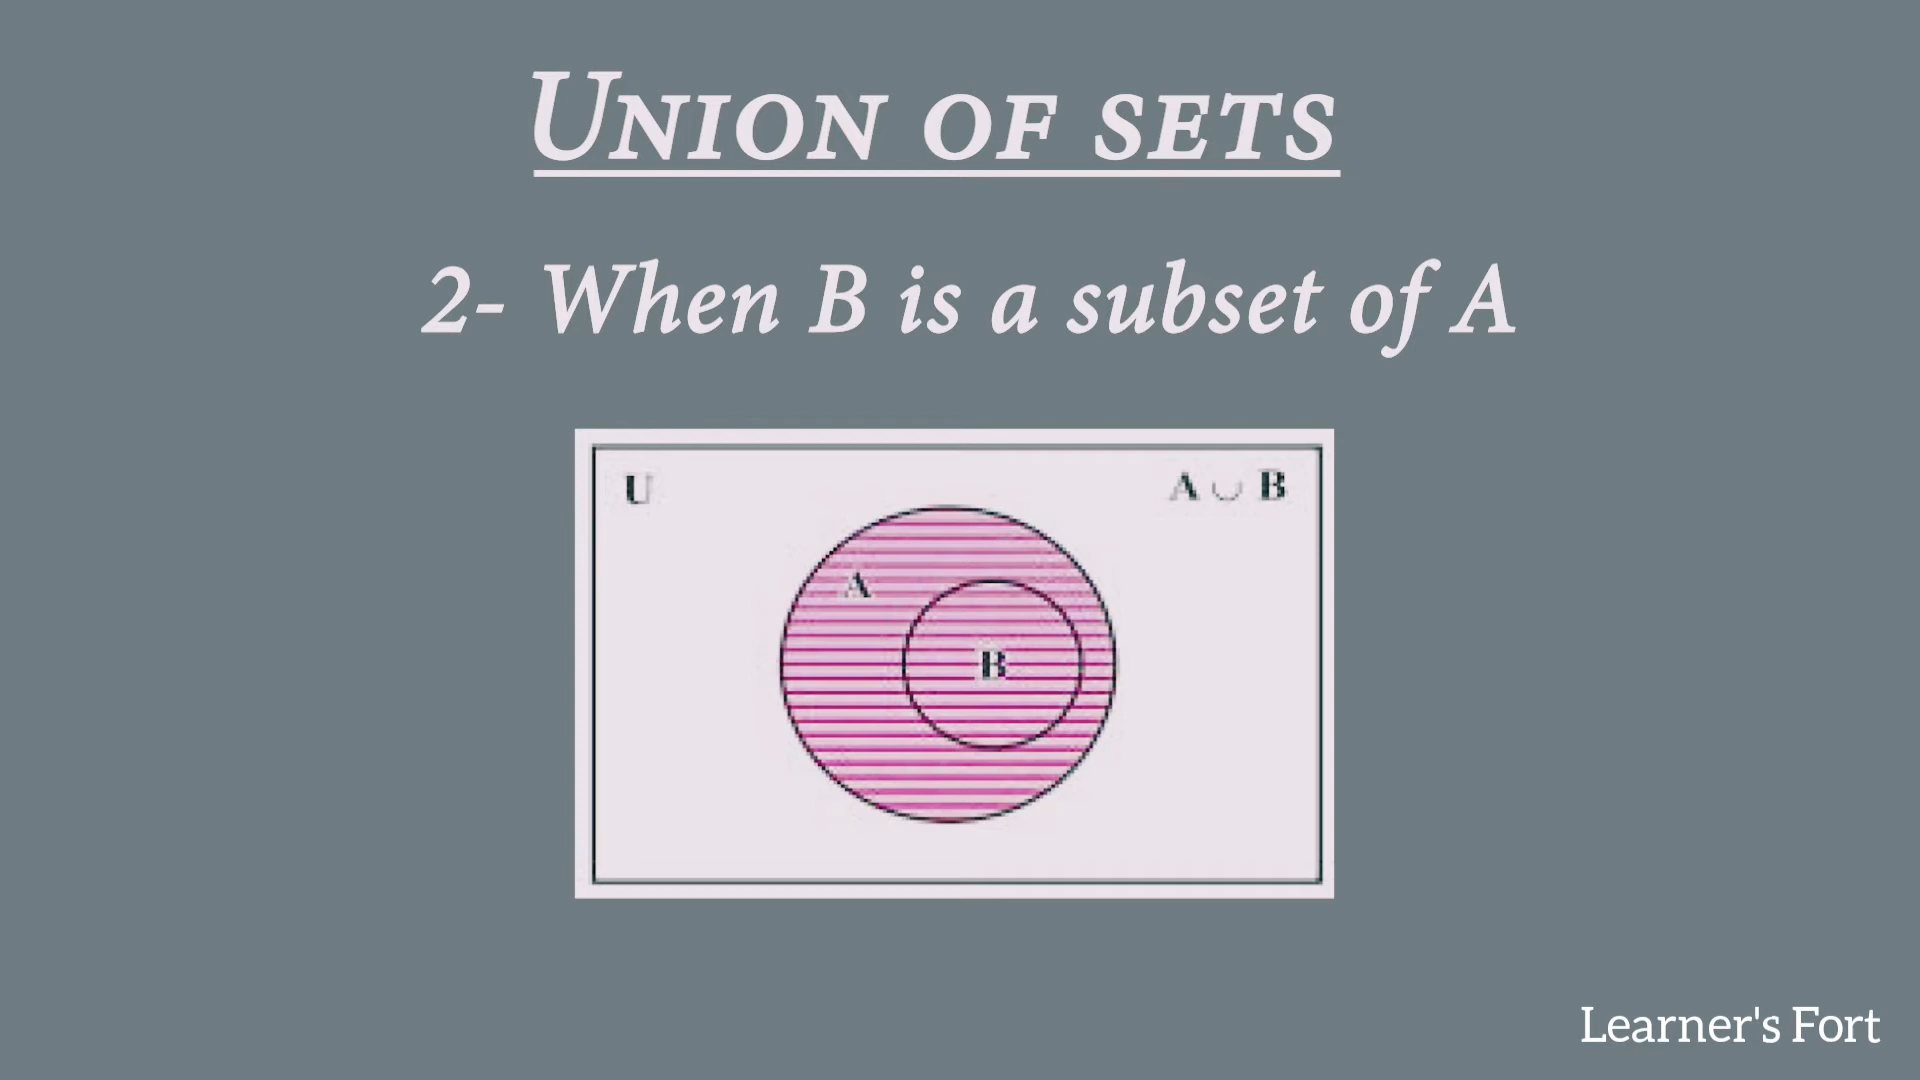 Union of sets
2- When B is a subset of A
U
A ∪ B
A
B
Learner's Fort